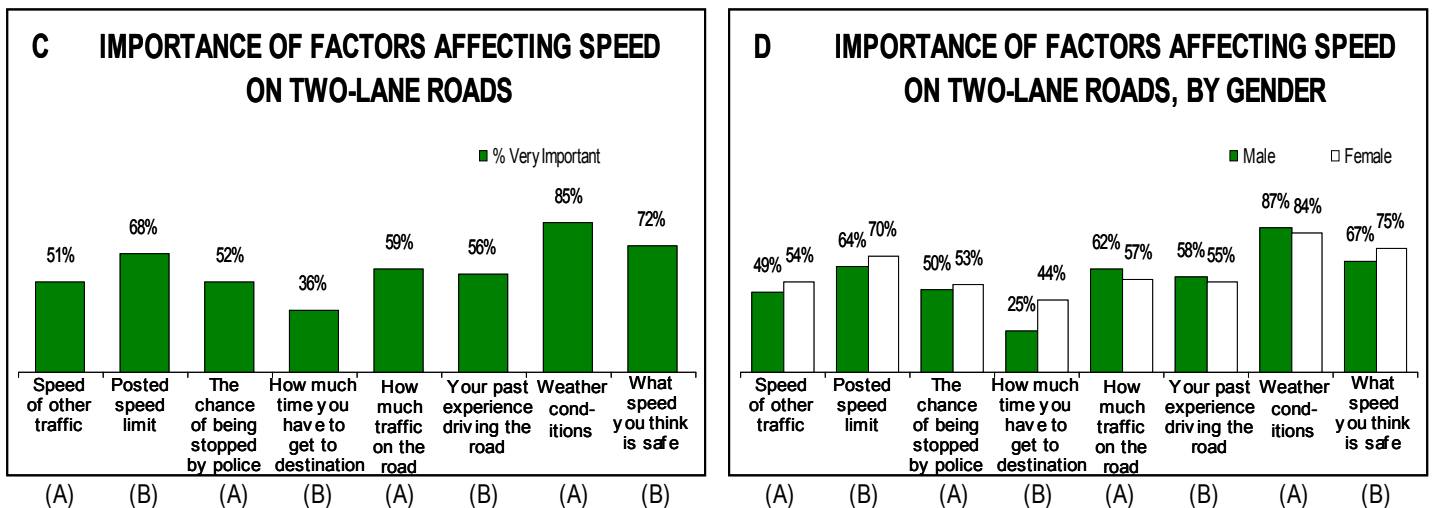 C IMPORTANCE OF FACTORS AFFECTING SPEED
ON TWO-LANE ROADS
% Very Important
51%
68%
52%
36%
59%
56%
85%
72%
Speed
of other
traffic
Posted
speed
limit
The
chance
of being
stopped
by police
How much
time you
have to
get to
destination
How
much
traffic
on the
road
Your past
experience
driving the
road
Weather
cond-
itions
What
speed
you think
is safe
(A) (B) (A) (B) (A) (B) (A) (B)
D IMPORTANCE OF FACTORS AFFECTING SPEED
ON TWO-LANE ROADS, BY GENDER
Male Female
49% 54%
64% 70%
50% 53%
25% 44%
62% 57%
58% 55%
87% 84%
67% 75%
Speed
of other
traffic
Posted
speed
limit
The
chance
of being
stopped
by police
How much
time you
have to
get to
destination
How
much
traffic
on the
road
Your past
experience
driving the
road
Weather
cond-
itions
What
speed
you think
is safe
(A) (B) (A) (B) (A) (B) (A) (B)